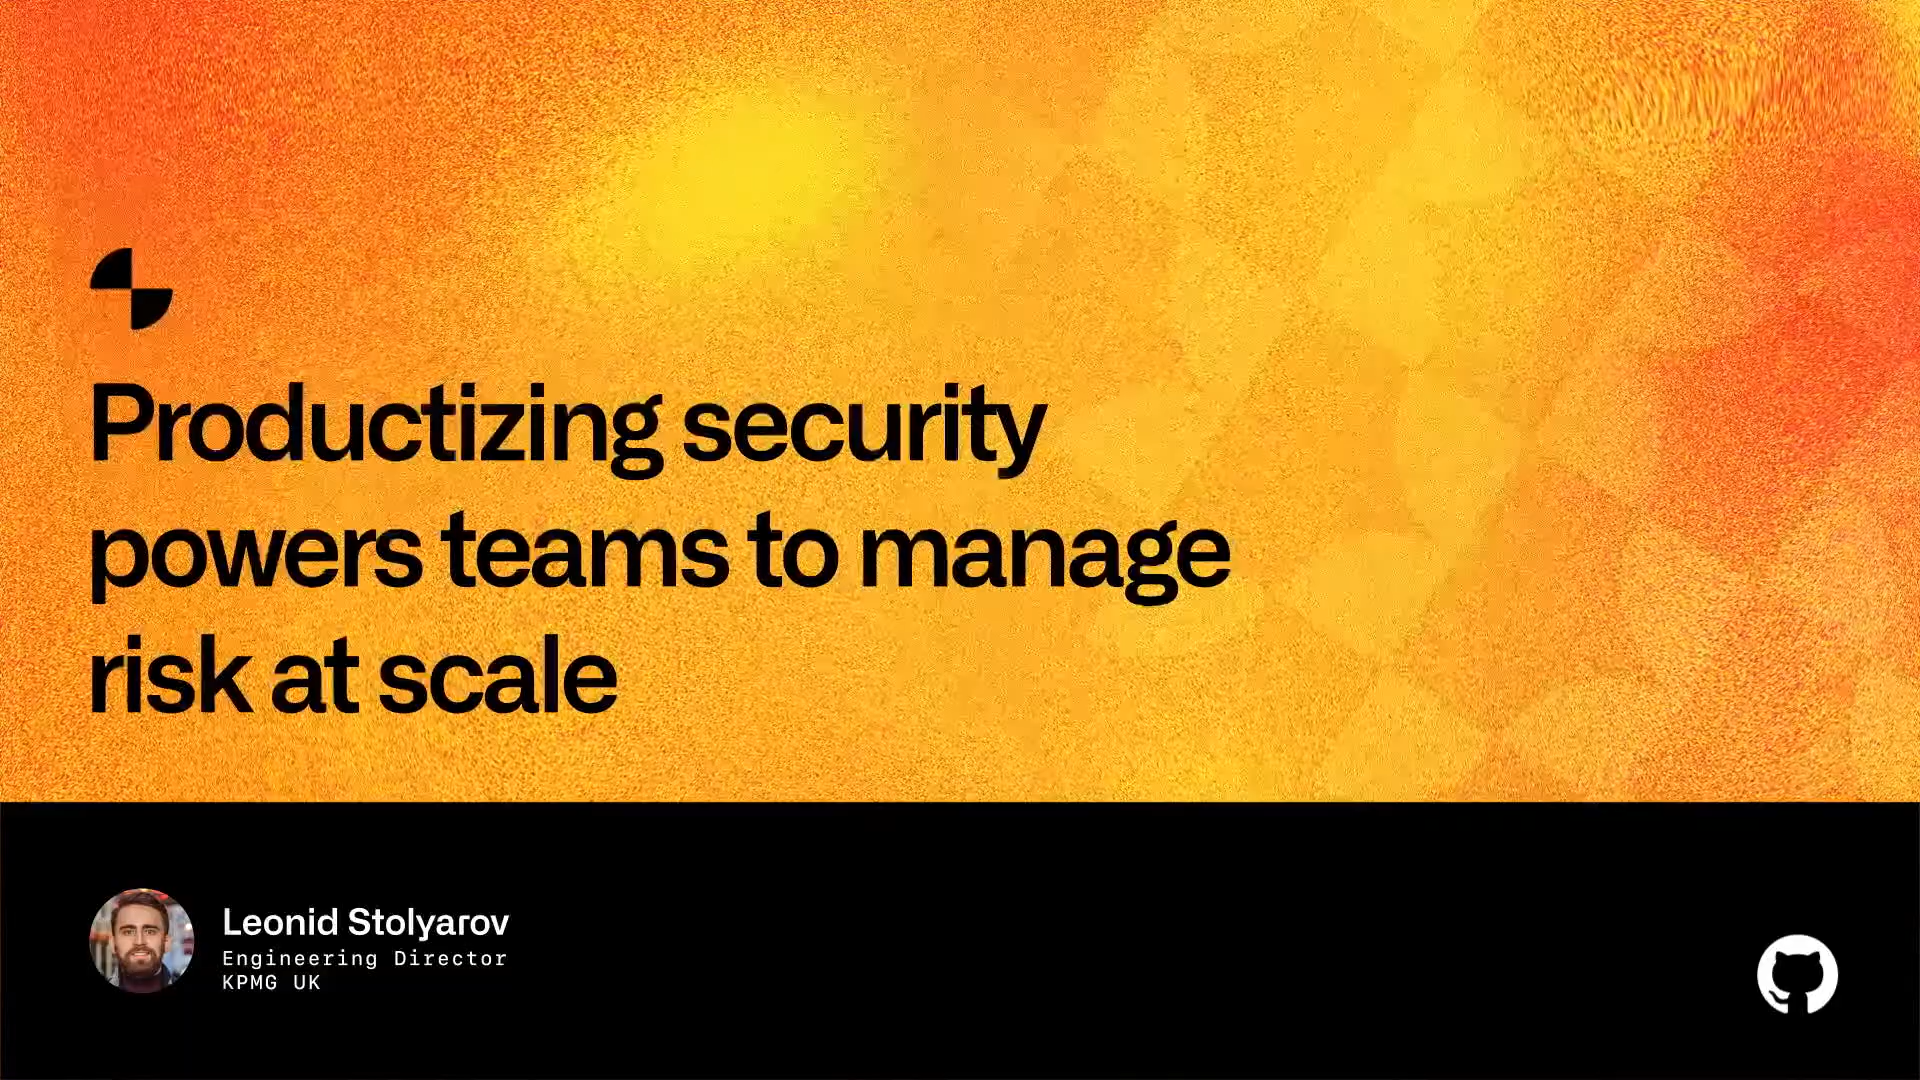 Productizing security
powers teams to manage
risk at scale
Leonid Stolyarov
Engineering Director
KPMG UK